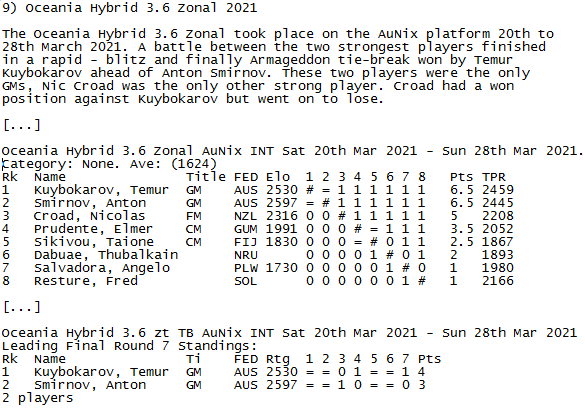 9) Oceania Hybrid 3.6 Zonal 2021
The Oceania Hybrid 3.6 Zonal took place on the AuNix platform 20th to
28th March 2021. A battle between the two strongest players finished
in a rapid - blitz and finally Armageddon tie-break won by Temur
Kuybokarov ahead of Anton Smirnov. These two players were the only
GMs, Nic Croad was the only other strong player. Croad had a won
position against Kuybokarov but went on to lose.
[...]
Oceania Hybrid 3.6 Zonal AuNix INT Sat 20th Mar 2021 - Sun 28th Mar 2021.
Category: None. Ave: (1624)
Rk Name Title FED Elo 1 2 3 4 5 6 7 8 Pts TPR
1 Kuybokarov, Temur GM AUS 2530 # = 1 1 1 1 1 1 6.5 2459
2 Smirnov, Anton GM AUS 2597 = # 1 1 1 1 1 1 6.5 2445
3 Croad, Nicolas FM NZL 2316 0 0 # 1 1 1 1 1 5 2208
4 Prudente, Elmer CM GUM 1991 0 0 0 # = 1 1 1 3.5 2052
5 Sikivou, Taione CM FIJ 1830 0 0 0 = # 0 1 1 2.5 1867
6 Dabuae, Thubalkain NRU 0 0 0 0 1 # 0 1 2 1893
7 Salvadora, Angelo PLW 1730 0 0 0 0 0 1 # 0 1 1980
8 Resture, Fred SOL 0 0 0 0 0 0 1 # 1 2166
[...]
Oceania Hybrid 3.6 zt TB AuNix INT Sat 20th Mar 2021 - Sun 28th Mar 2021
Leading Final Round 7 Standings:
Rk Name Ti FED Rtg 1 2 3 4 5 6 7 Pts
1 Kuybokarov, Temur GM AUS 2530 = = 0 1 = = 1 4
2 Smirnov, Anton GM AUS 2597 = = 1 0 = = 0 3
2 players